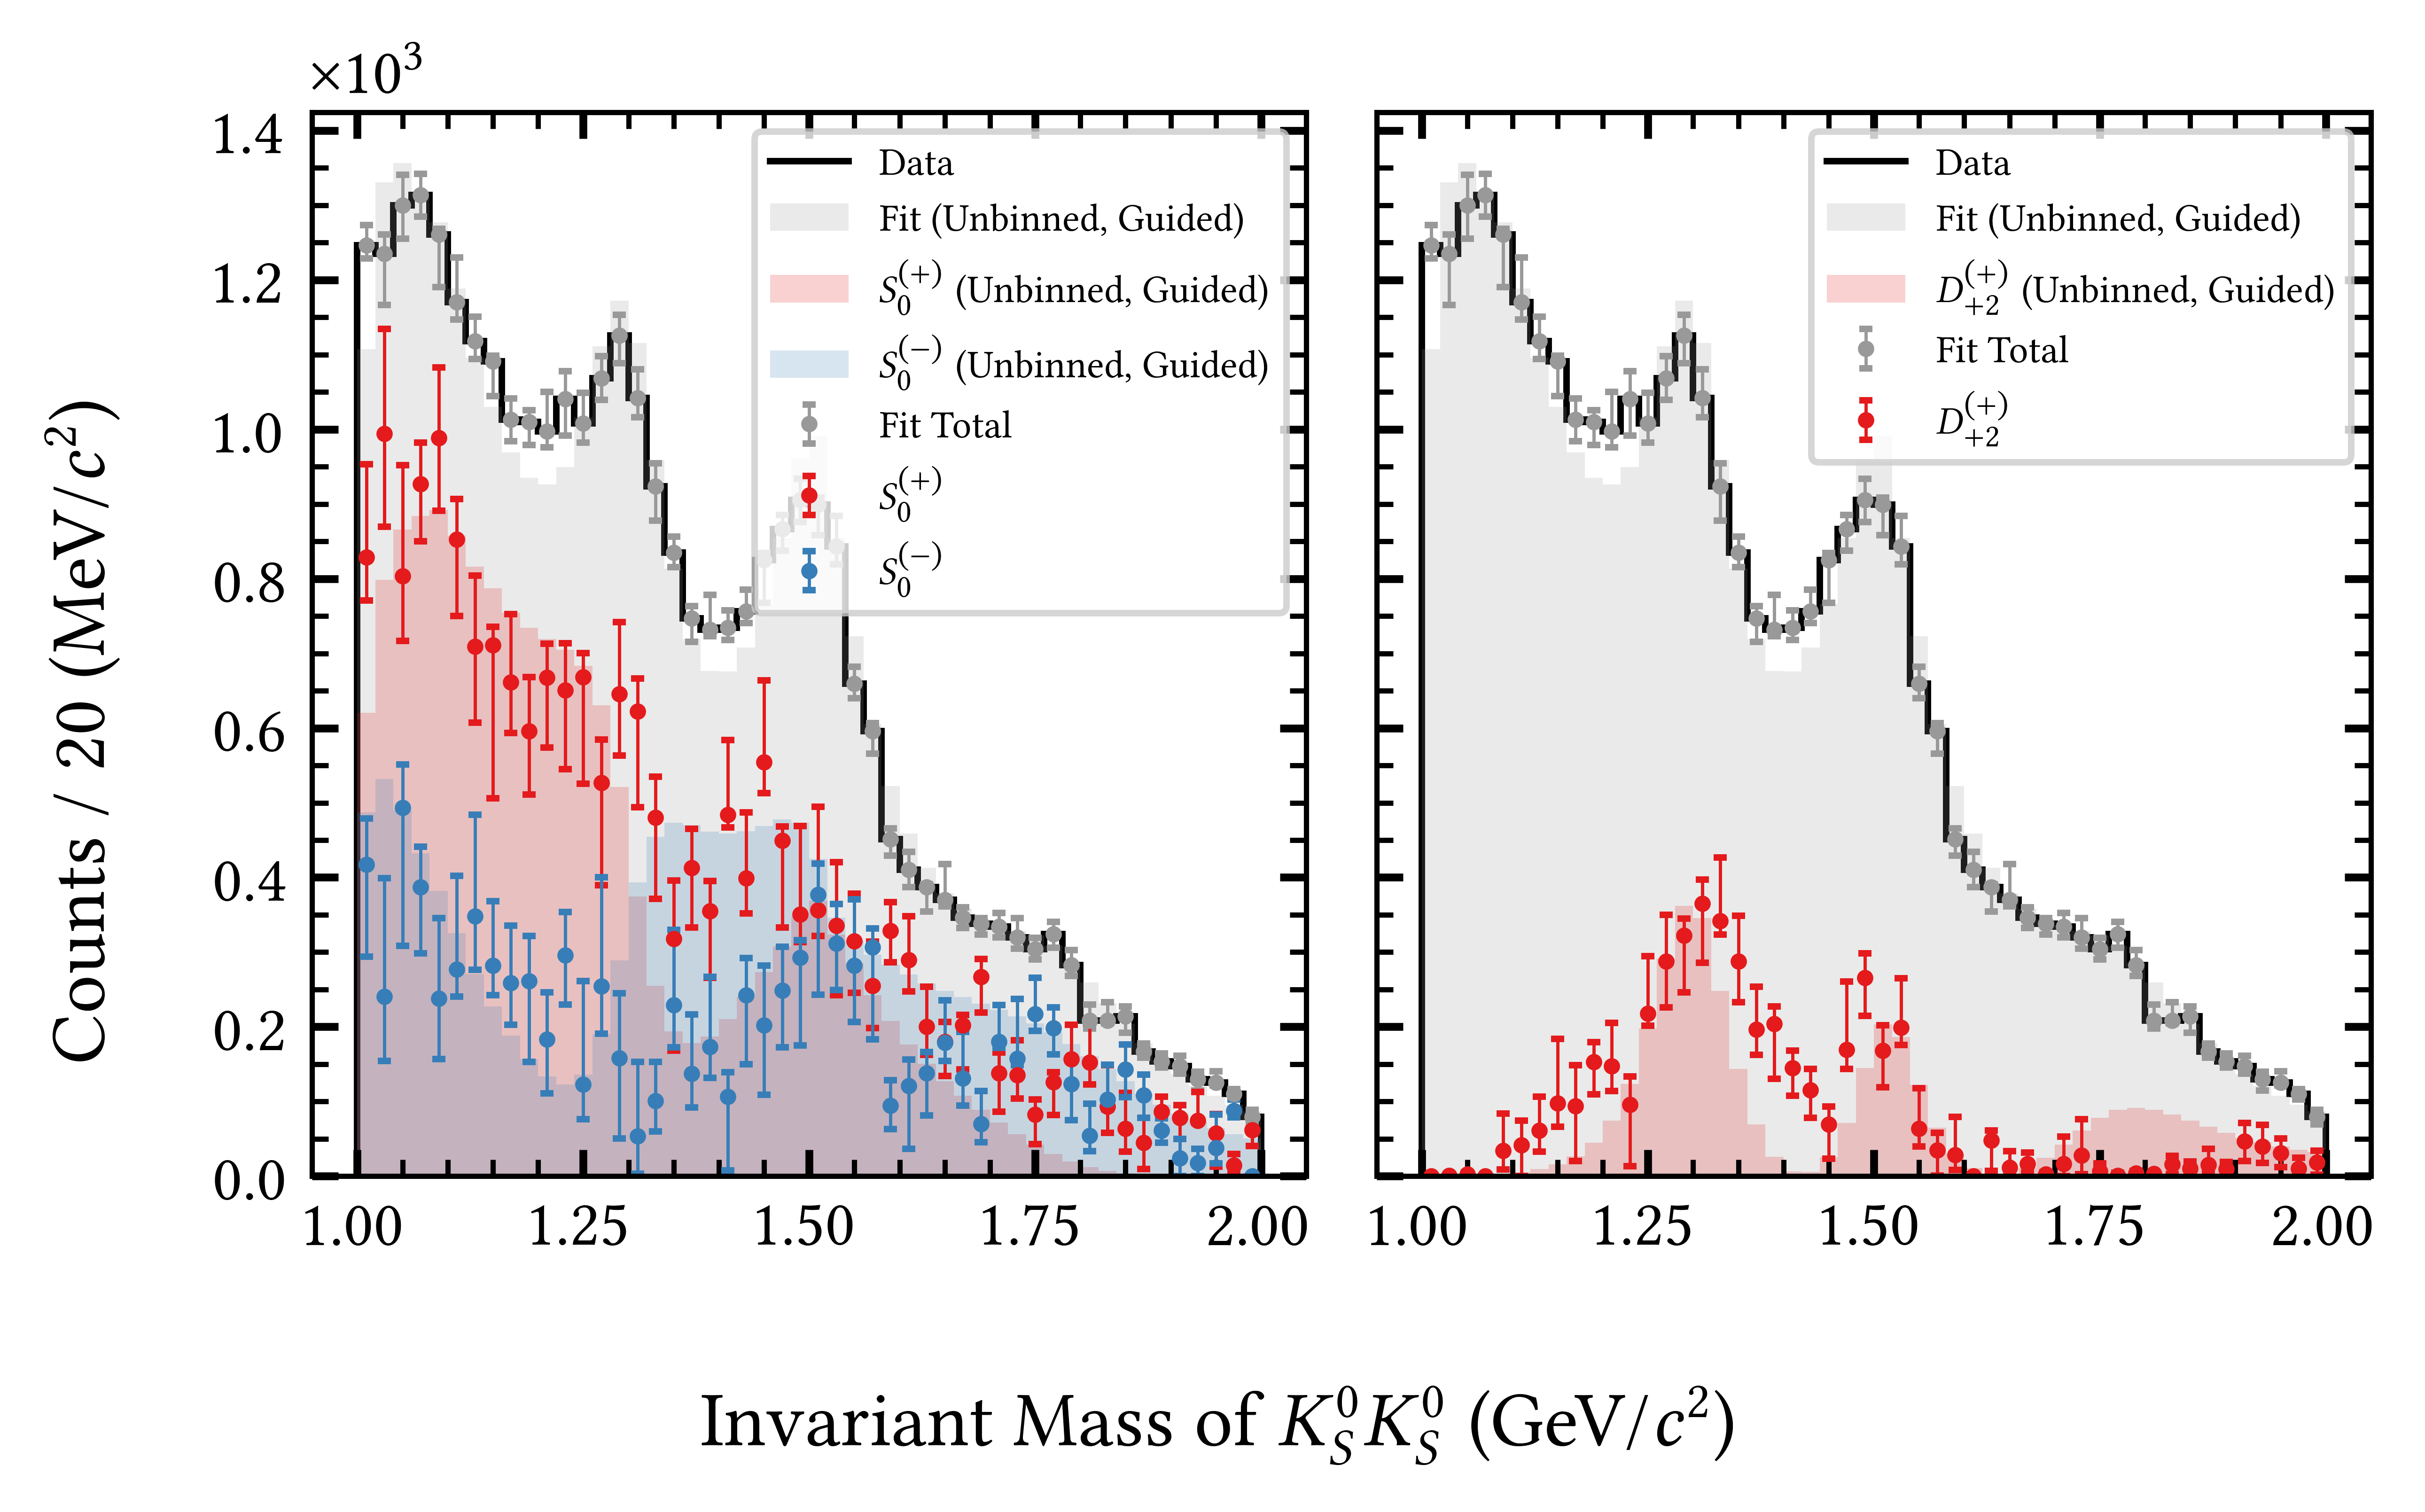 ×10³
Counts / 20 (MeV/c²)
1.4
1.2
1.0
0.8
0.6
0.4
0.2
0.0
Data
Fit (Unbinned, Guided)
S₀⁽⁺⁾ (Unbinned, Guided)
S₀⁽⁻⁾ (Unbinned, Guided)
Fit Total
S₀⁽⁺⁾
S₀⁽⁻⁾
1.00 1.25 1.50 1.75 2.00
Data
Fit (Unbinned, Guided)
D₊₂⁽⁺⁾ (Unbinned, Guided)
Fit Total
D₊₂⁽⁺⁾
1.00 1.25 1.50 1.75 2.00
Invariant Mass of K⁰_S K⁰_S (GeV/c²)